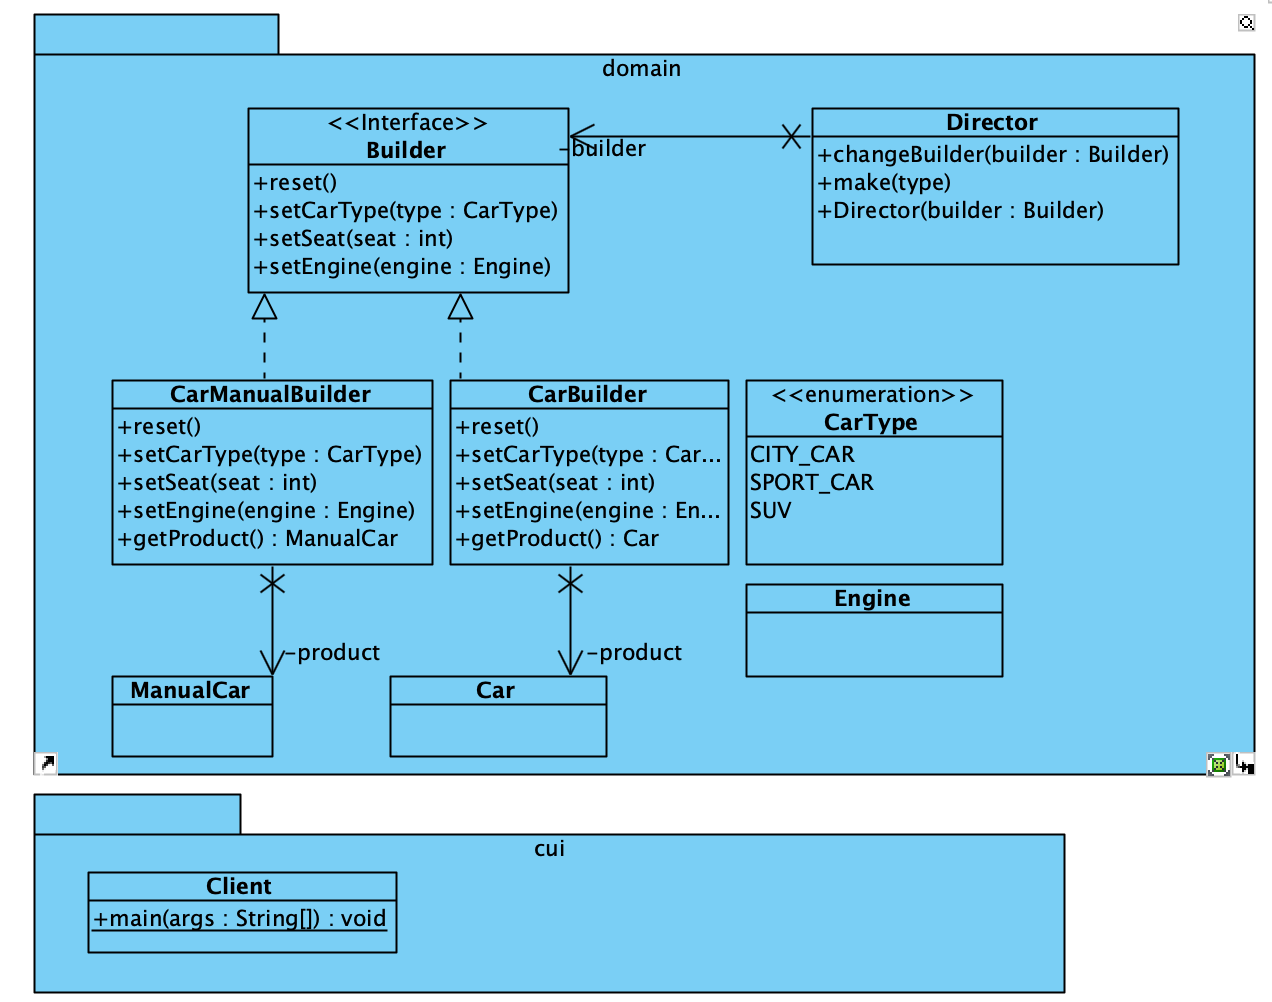 domain
<<Interface>>
Builder
+reset()
+setCarType(type : CarType)
+setSeat(seat : int)
+setEngine(engine : Engine)
-builder
Director
+changeBuilder(builder : Builder)
+make(type)
+Director(builder : Builder)
CarManualBuilder
+reset()
+setCarType(type : CarType)
+setSeat(seat : int)
+setEngine(engine : Engine)
+getProduct() : ManualCar
CarBuilder
+reset()
+setCarType(type : Car...
+setSeat(seat : int)
+setEngine(engine : En...
+getProduct() : Car
<<enumeration>>
CarType
CITY_CAR
SPORT_CAR
SUV
Engine
-product
-product
ManualCar
Car
cui
Client
+main(args : String[]) : void